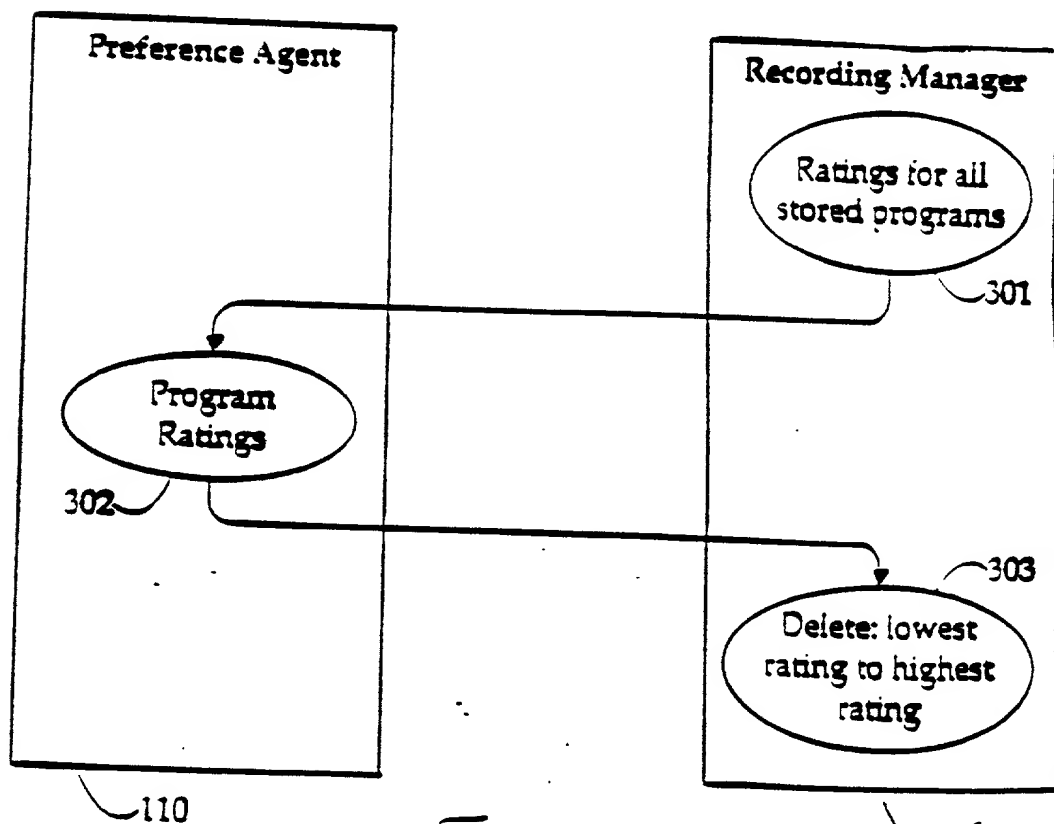 Preference Agent
Recording Manager
Ratings for all
stored programs
301
Program
Ratings
302
303
Delete: lowest
rating to highest
rating
110